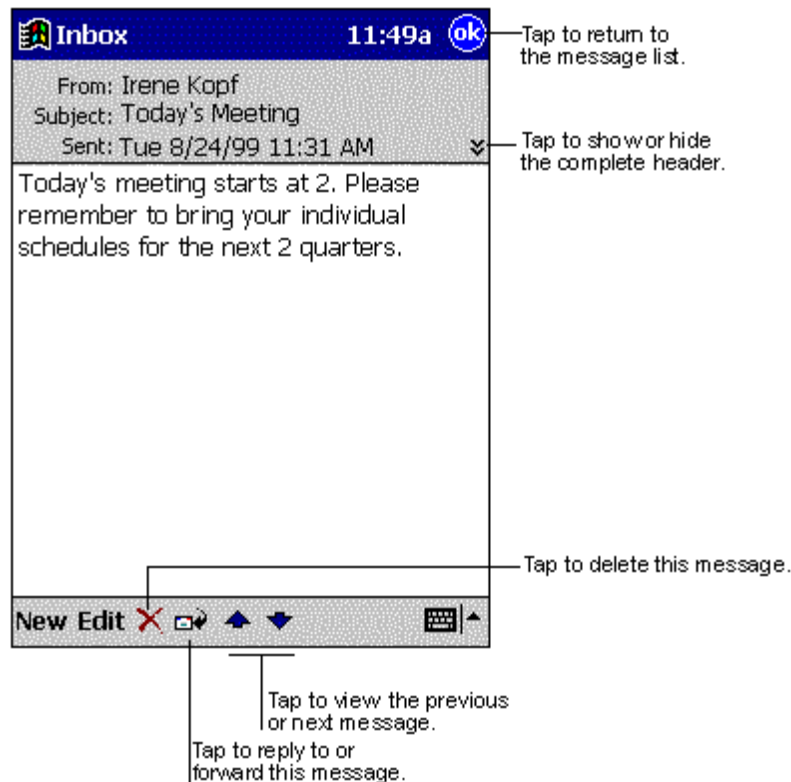 Inbox 11:49a ok
Tap to return to
the message list.
From: Irene Kopf
Subject: Today's Meeting
Sent: Tue 8/24/99 11:31 AM
Tap to show or hide
the complete header.
Today's meeting starts at 2. Please
remember to bring your individual
schedules for the next 2 quarters.
Tap to delete this message.
New Edit
Tap to view the previous
or next message.
Tap to reply to or
forward this message.